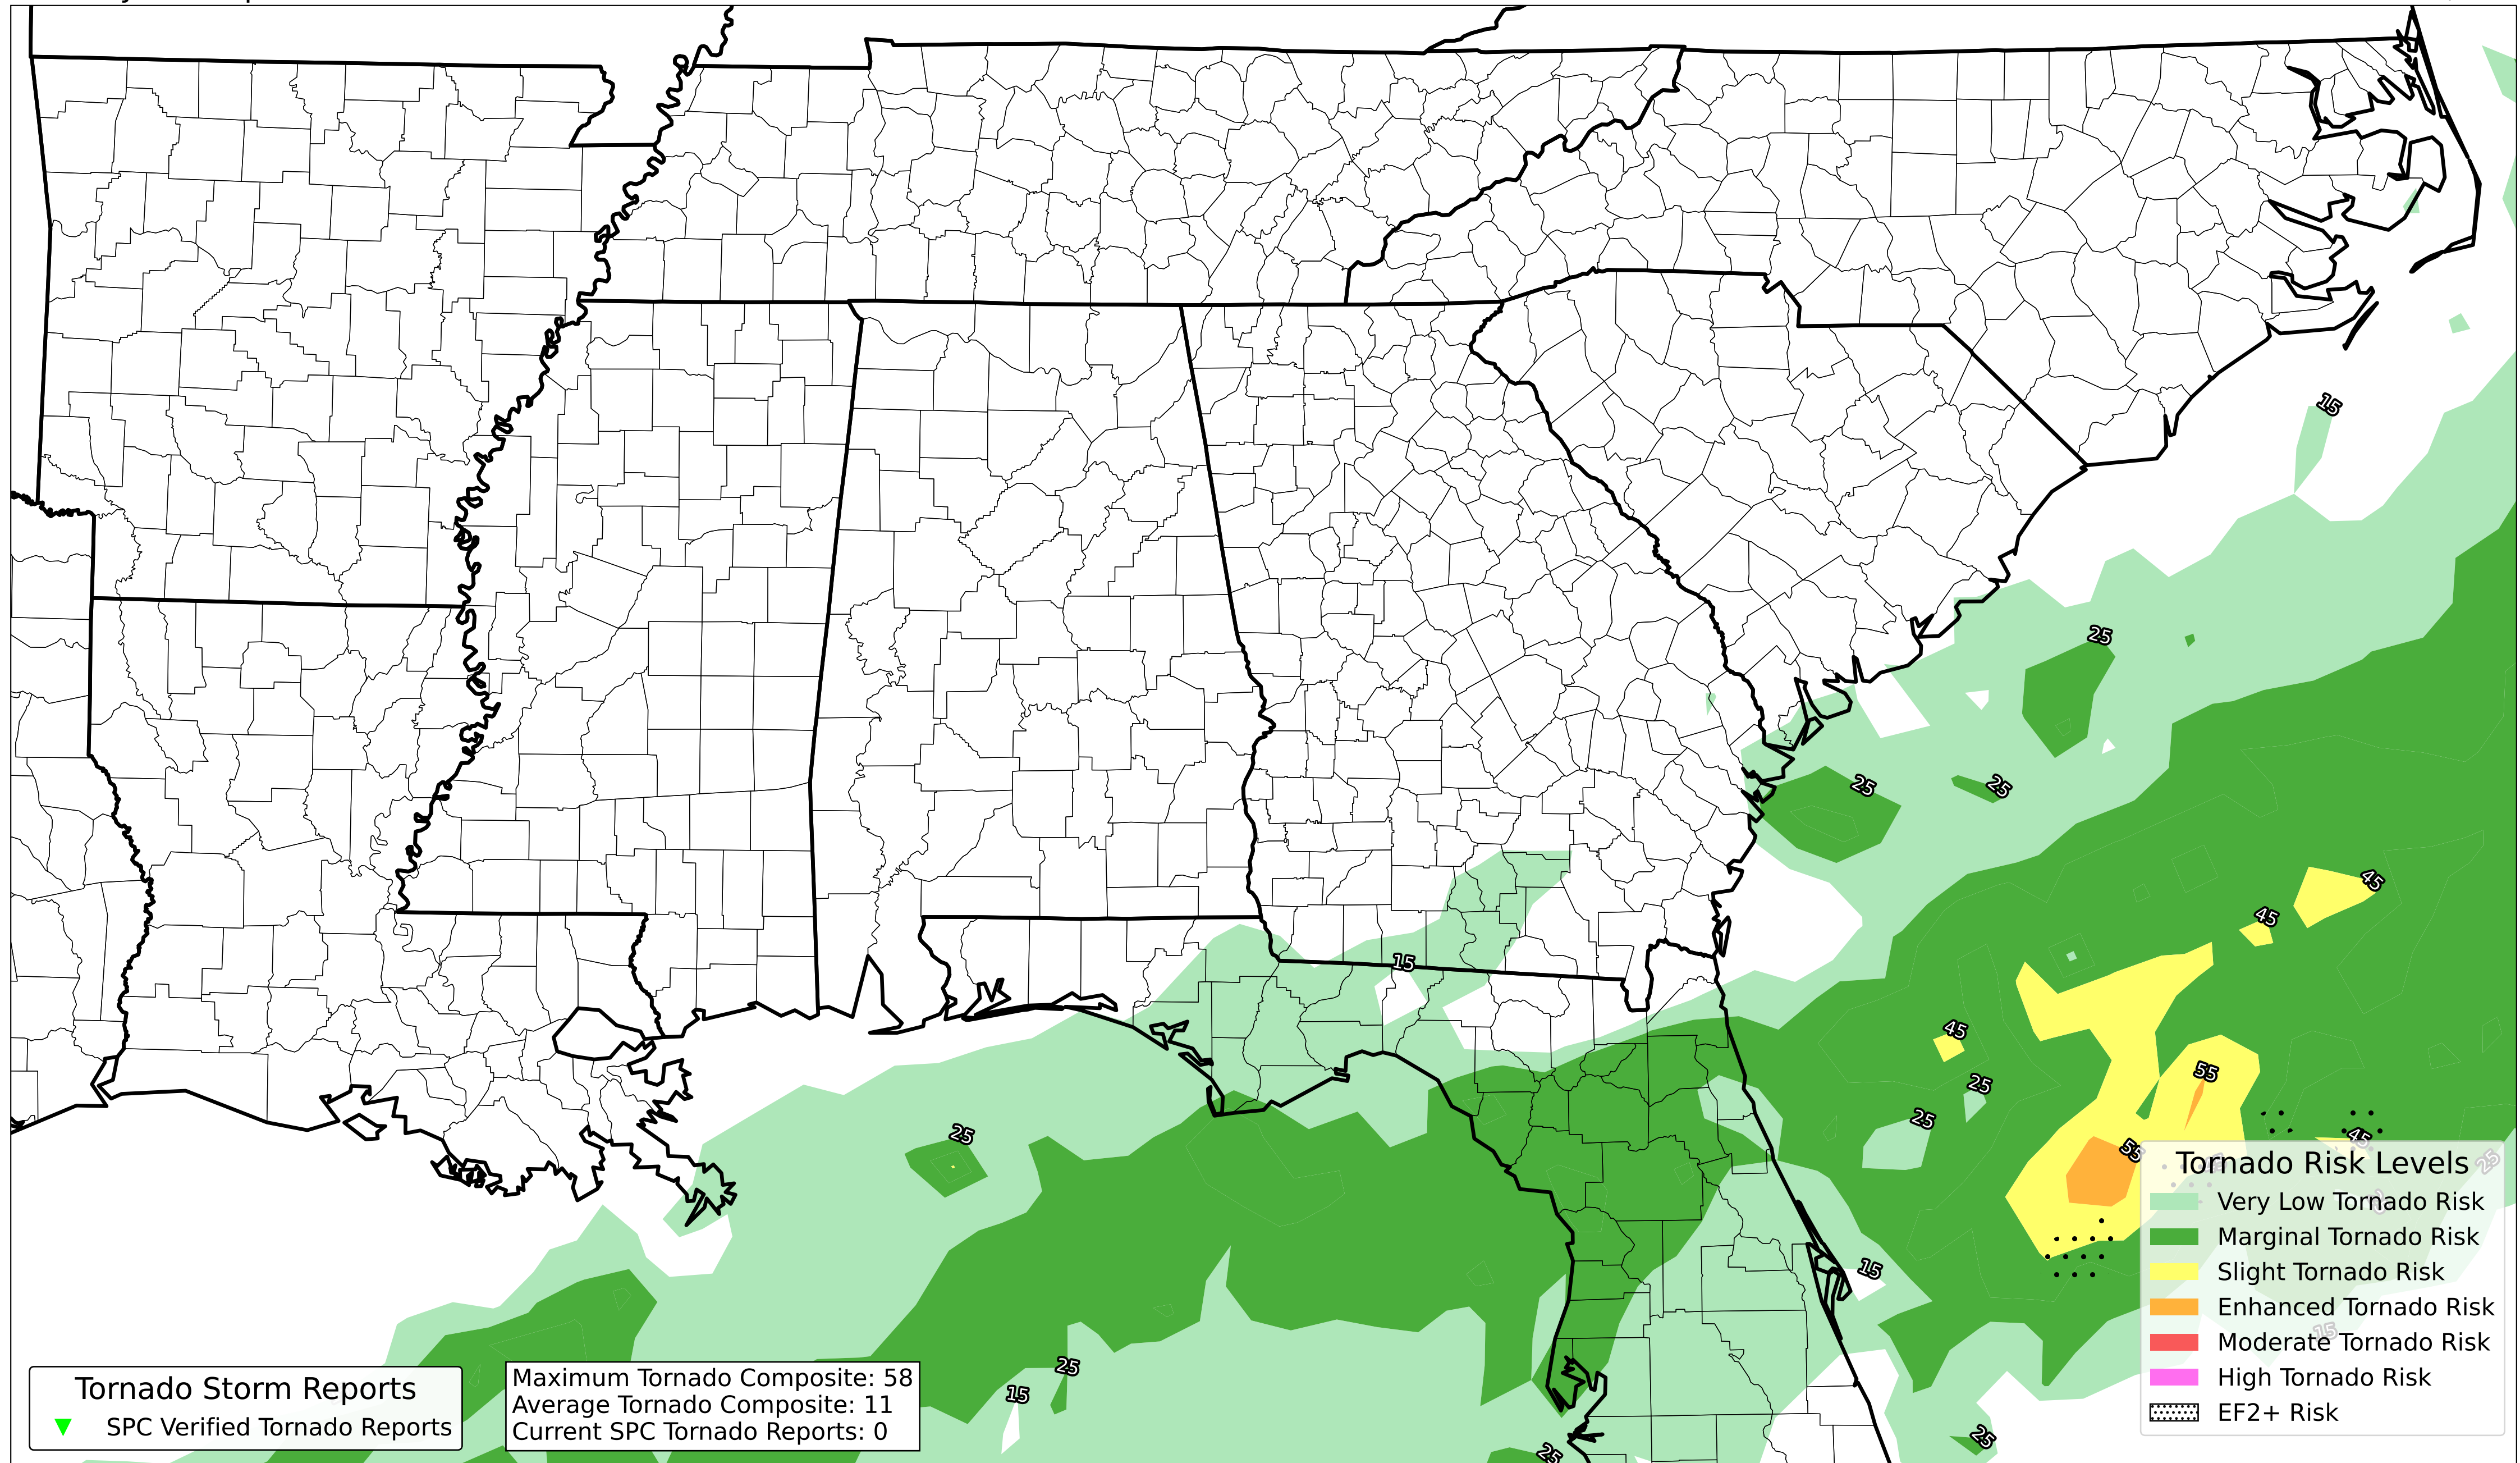 15
25
25
25
45
45
15
45
55
25
25
25
55
45
25
15
15
25
15
25
25
Tornado Risk Levels
Very Low Tornado Risk
Marginal Tornado Risk
Slight Tornado Risk
Enhanced Tornado Risk
Moderate Tornado Risk
High Tornado Risk
EF2+ Risk
Tornado Storm Reports
SPC Verified Tornado Reports
Maximum Tornado Composite: 58
Average Tornado Composite: 11
Current SPC Tornado Reports: 0